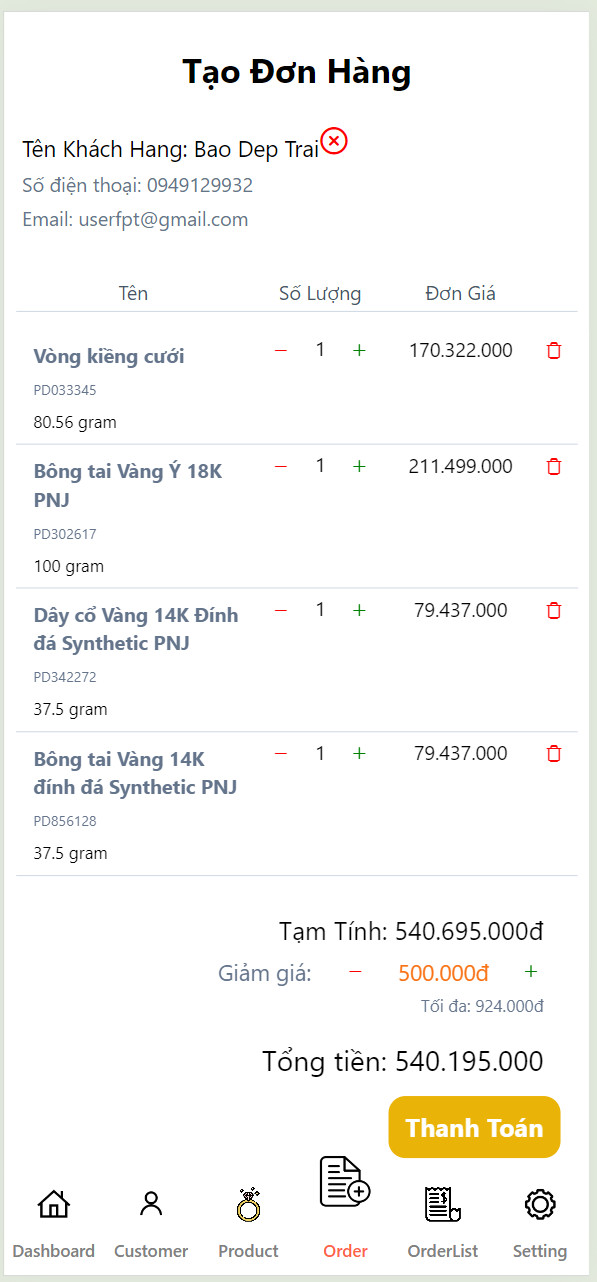 Tạo Đơn Hàng
Tên Khách Hang: Bao Dep Trai
Số điện thoại: 0949129932
Email: userfpt@gmail.com
Tên Số Lượng Đơn Giá
Vòng kiềng cưới − 1 + 170.322.000
PD033345
80.56 gram
Bông tai Vàng Ý 18K − 1 + 211.499.000
PNJ
PD302617
100 gram
Dây cổ Vàng 14K Đính − 1 + 79.437.000
đá Synthetic PNJ
PD342272
37.5 gram
Bông tai Vàng 14K − 1 + 79.437.000
đính đá Synthetic PNJ
PD856128
37.5 gram
Tạm Tính: 540.695.000đ
Giảm giá: − 500.000đ +
Tối đa: 924.000đ
Tổng tiền: 540.195.000
Thanh Toán
Dashboard Customer Product Order OrderList Setting